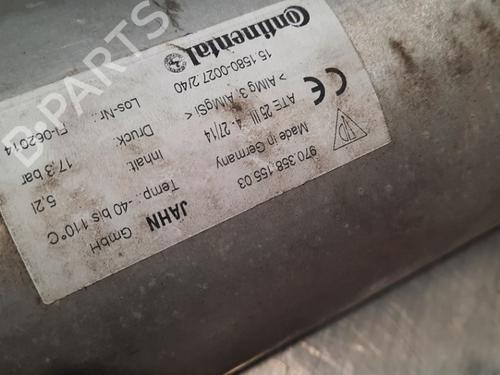 Continental
15.1580-0027.2/40
> AlMg 3; AlMgSi <
ATE 25 III 4- 27/14
Made in Germany
970.358.155.03
Los-Nr.: FI-062014
Druck: 17,3 bar
Inhalt: 5,2l
Temp.: -40 bis 110°C
JAHN GmbH
CE
B-PARTS